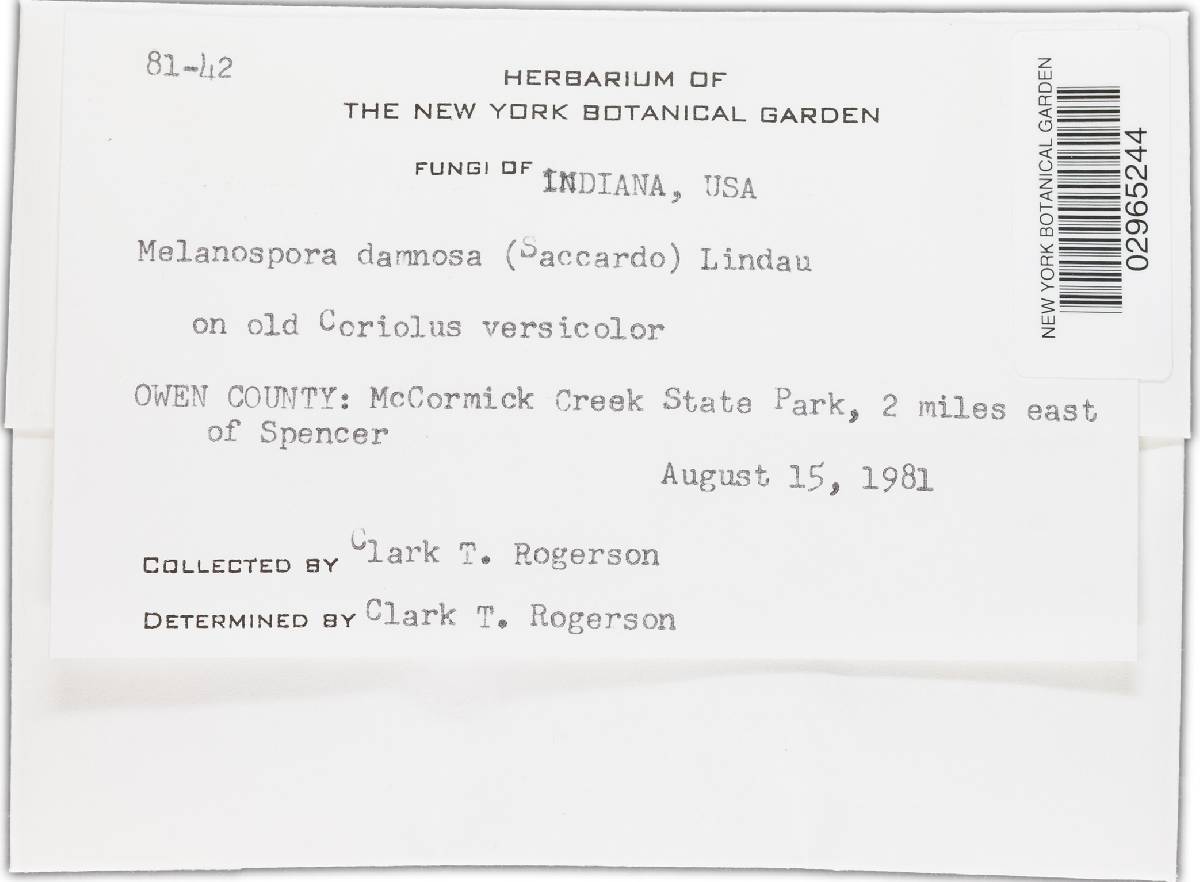 81-42
HERBARIUM OF
THE NEW YORK BOTANICAL GARDEN
FUNGI OF INDIANA, USA
Melanospora damnosa (Saccardo) Lindau
on old Coriolus versicolor
OWEN COUNTY: McCormick Creek State Park, 2 miles east
of Spencer
August 15, 1981
COLLECTED BY Clark T. Rogerson
DETERMINED BY Clark T. Rogerson
NEW YORK BOTANICAL GARDEN
02965244